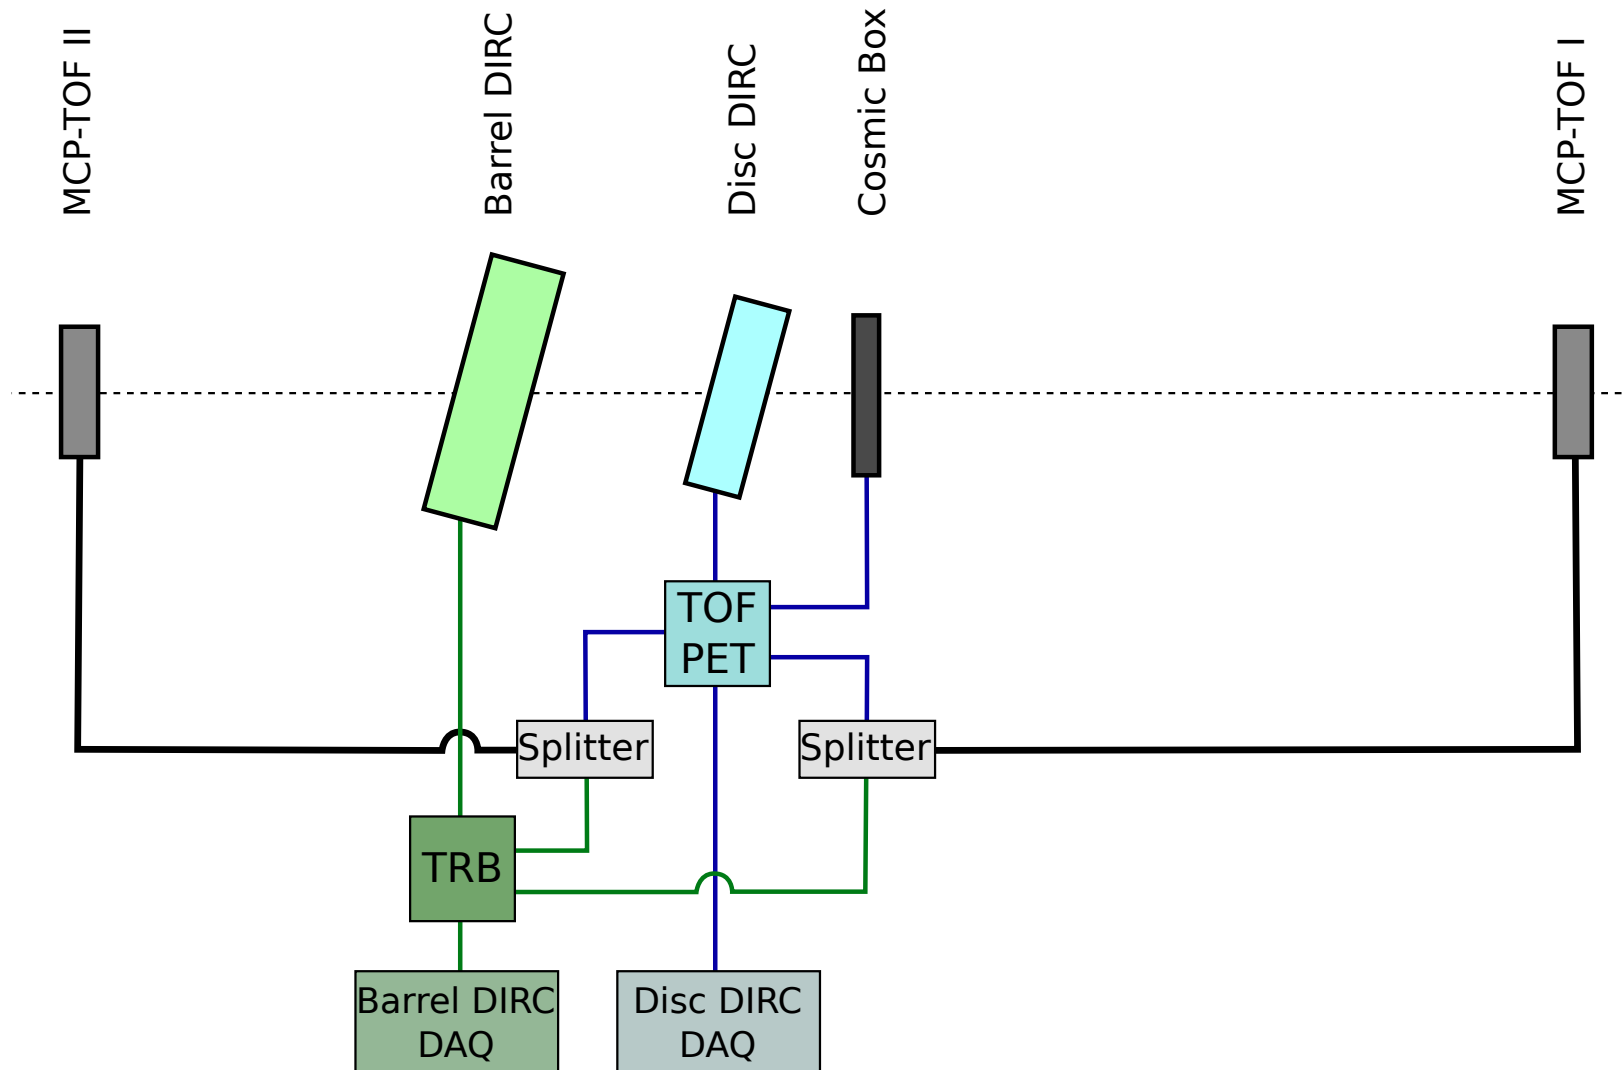 MCP-TOF II
Barrel DIRC
Disc DIRC
Cosmic Box
MCP-TOF I
TOF
PET
Splitter
Splitter
TRB
Barrel DIRC
DAQ
Disc DIRC
DAQ